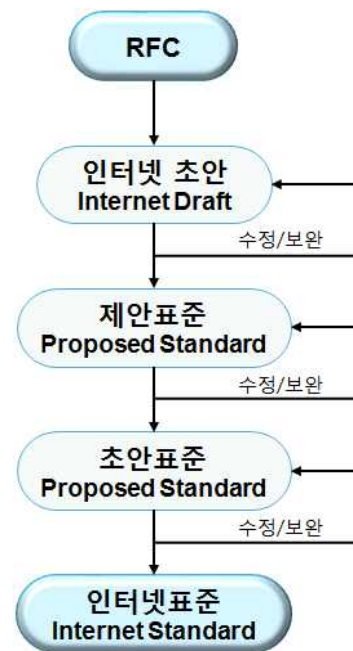 RFC
인터넷 초안
Internet Draft
수정/보완
제안표준
Proposed Standard
수정/보완
초안표준
Proposed Standard
수정/보완
인터넷표준
Internet Standard